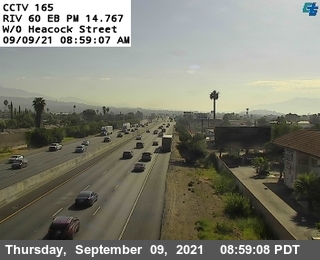 CCTV 165
RIV 60 EB PM 14.767
W/O Heacock Street
09/09/21 08:59:07 AM
Thursday, September 09, 2021 08:59:08 PDT